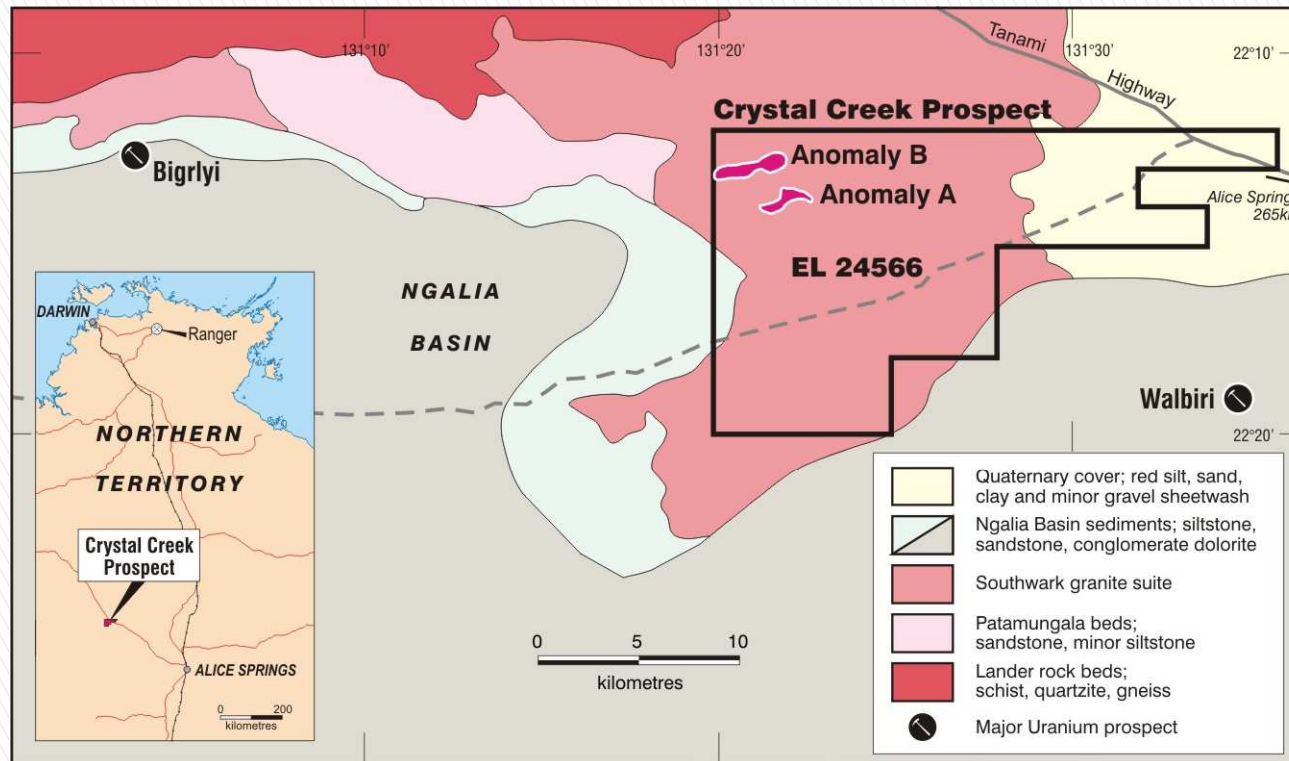 131°10'
131°20'
131°30'
22°10'
Tanami
Highway
Crystal Creek Prospect
Anomaly B
Anomaly A
Bigrlyi
Alice Spring
265k
EL 24566
NGALIA
BASIN
Walbiri
22°20'
DARWIN
Ranger
NORTHERN
TERRITORY
Crystal Creek
Prospect
ALICE SPRINGS
0 200
kilometres
0 5 10
kilometres
Quaternary cover; red silt, sand,
clay and minor gravel sheetwash
Ngalia Basin sediments; siltstone,
sandstone, conglomerate dolorite
Southwark granite suite
Patamungala beds;
sandstone, minor siltstone
Lander rock beds;
schist, quartzite, gneiss
Major Uranium prospect